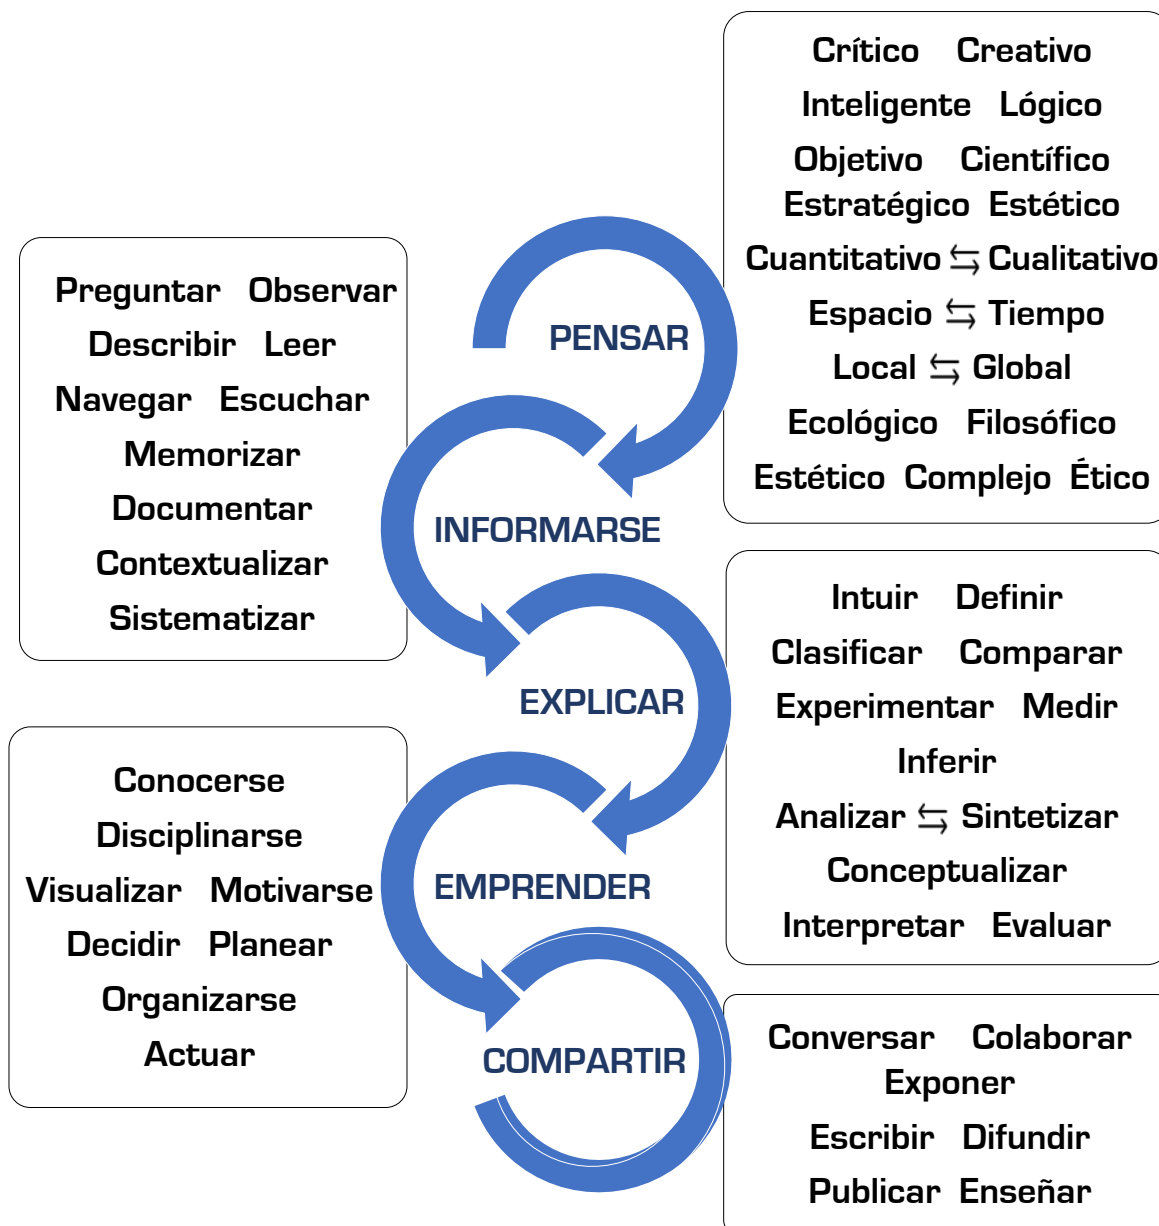 PENSAR
Crítico Creativo
Inteligente Lógico
Objetivo Científico
Estratégico Estético
Cuantitativo ⇆ Cualitativo
Espacio ⇆ Tiempo
Local ⇆ Global
Ecológico Filosófico
Estético Complejo Ético
INFORMARSE
Preguntar Observar
Describir Leer
Navegar Escuchar
Memorizar
Documentar
Contextualizar
Sistematizar
EXPLICAR
Intuir Definir
Clasificar Comparar
Experimentar Medir
Inferir
Analizar ⇆ Sintetizar
Conceptualizar
Interpretar Evaluar
EMPRENDER
Conocerse
Disciplinarse
Visualizar Motivarse
Decidir Planear
Organizarse
Actuar
COMPARTIR
Conversar Colaborar
Exponer
Escribir Difundir
Publicar Enseñar